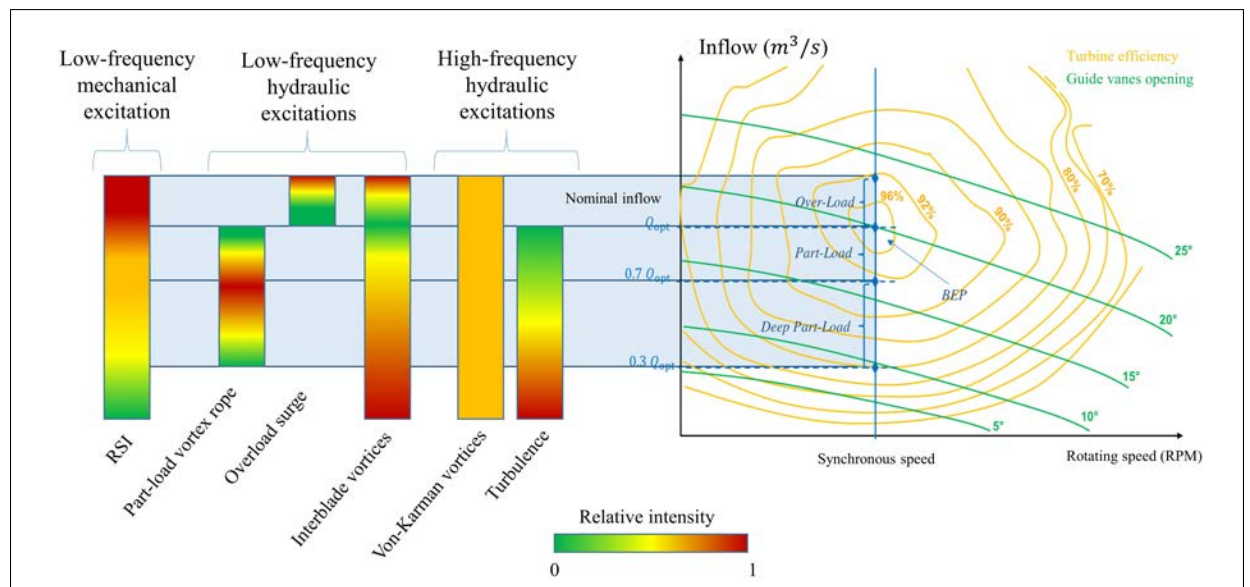 Low-frequency
mechanical
excitation
Low-frequency
hydraulic
excitations
High-frequency
hydraulic
excitations
Inflow (m³/s)
Turbine efficiency
Guide vanes opening
Nominal inflow
Q_opt
0.7 Q_opt
0.3 Q_opt
Over-Load
Part-Load
Deep Part-Load
BEP
96%
92%
90%
80%
70%
25°
20°
15°
10°
5°
Synchronous speed
Rotating speed (RPM)
RSI
Part-load vortex rope
Overload surge
Interblade vortices
Von-Karman vortices
Turbulence
Relative intensity
0
1